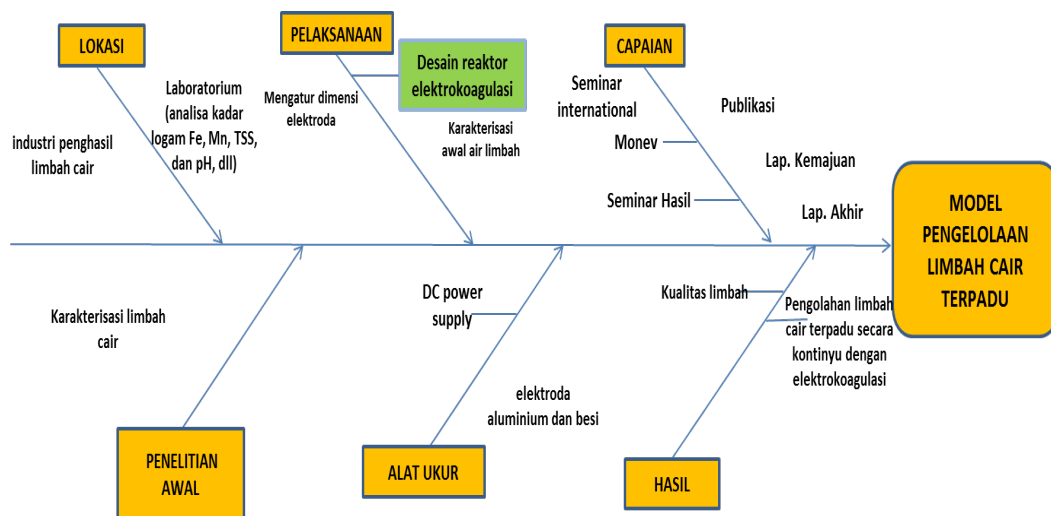 LOKASI
Laboratorium
(analisa kadar
logam Fe, Mn, TSS,
dan pH, dll)
industri penghasil
limbah cair
PELAKSANAAN
Desain reaktor
elektrokoagulasi
Mengatur dimensi
elektroda
Karakterisasi
awal air limbah
CAPAIAN
Seminar
international
Publikasi
Monev
Lap. Kemajuan
Seminar Hasil
Lap. Akhir
MODEL
PENGELOLAAN
LIMBAH CAIR
TERPADU
Karakterisasi limbah
cair
PENELITIAN
AWAL
DC power
supply
elektroda
aluminium dan besi
ALAT UKUR
Kualitas limbah
Pengolahan limbah
cair terpadu secara
kontinyu dengan
elektrokoagulasi
HASIL